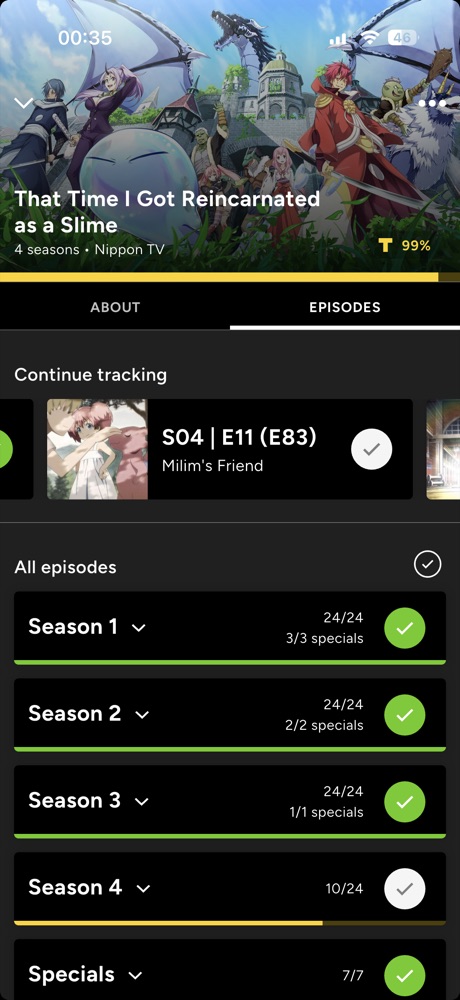 00:35
46
That Time I Got Reincarnated
as a Slime
4 seasons • Nippon TV
99%
ABOUT
EPISODES
Continue tracking
S04 | E11 (E83)
Milim's Friend
All episodes
Season 1
24/24
3/3 specials
Season 2
24/24
2/2 specials
Season 3
24/24
1/1 specials
Season 4
10/24
Specials
7/7